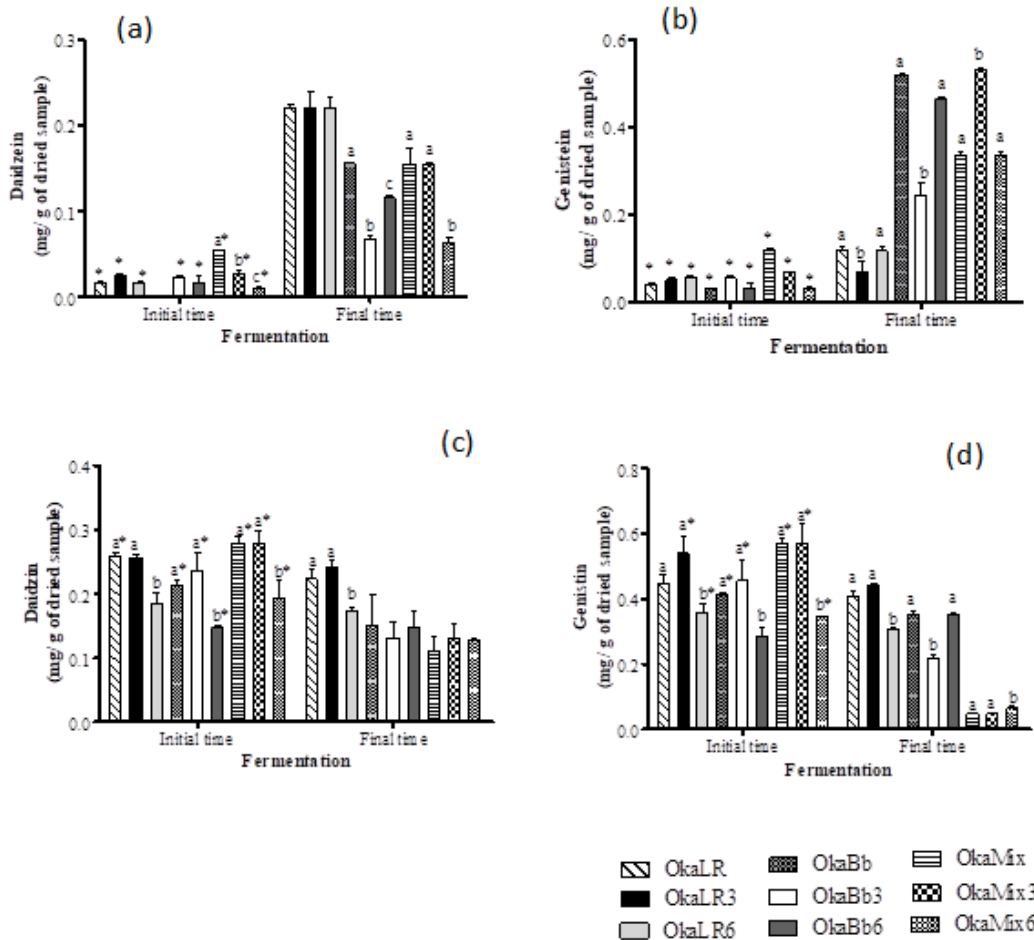 (a)
0.3
0.2
0.1
0.0
Daidzein
(mg/ g of dried sample)
* * * * * a* b* c*
a b c a a b
Initial time Final time
Fermentation
(b)
0.6
0.4
0.2
0.0
Genistein
(mg/ g of dried sample)
* * * * * * * * *
a b a a b a a b a
Initial time Final time
Fermentation
(c)
0.4
0.3
0.2
0.1
0.0
Daidzin
(mg/ g of dried sample)
a* a b a* a* b* a* a* b*
a a b
Initial time Final time
Fermentation
(d)
0.8
0.6
0.4
0.2
0.0
Genistin
(mg/ g of dried sample)
a a* b* a* a* b a* a* b*
a a b a b a a a b
Initial time Final time
Fermentation
OkaLR OkaBb OkaMix
OkaLR3 OkaBb3 OkaMix3
OkaLR6 OkaBb6 OkaMix6